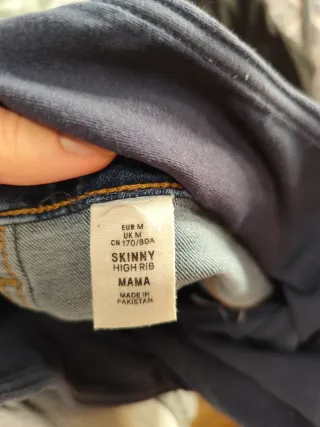 EUR M
UK M
CN 170/80A
SKINNY
HIGH RIB
MAMA
MADE IN
PAKISTAN